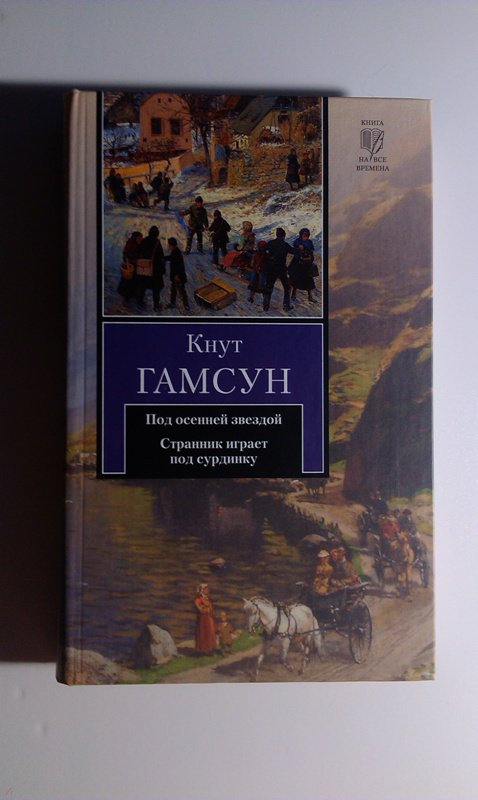 КНИГА
НА ВСЕ
ВРЕМЕНА
Кнут
ГАМСУН
Под осенней звездой
Странник играет
под сурдинку